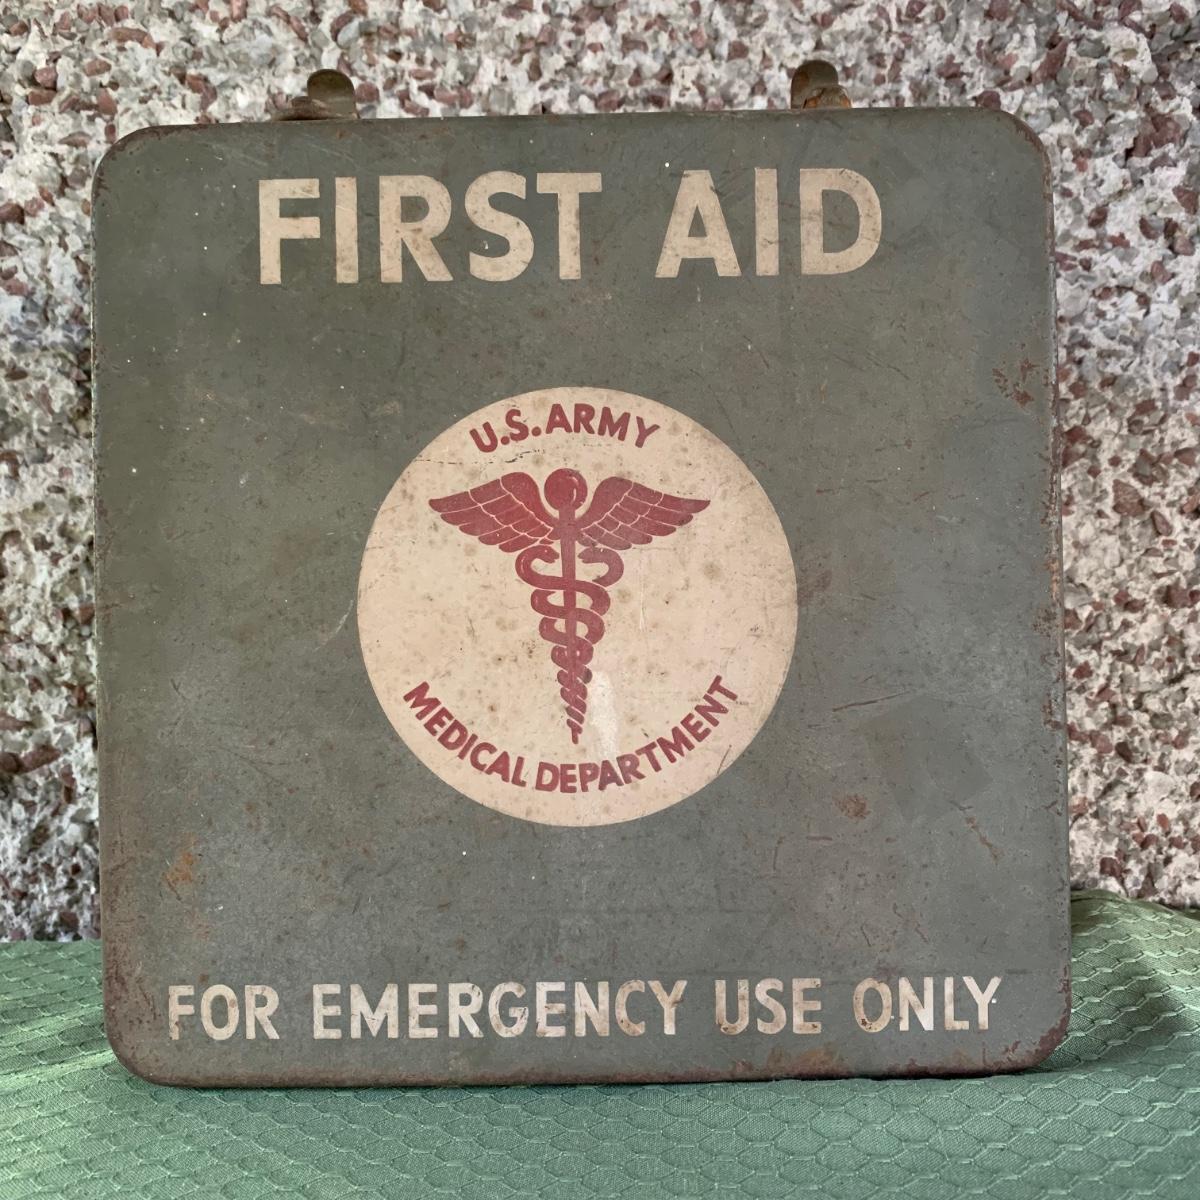 FIRST AID
U.S. ARMY
MEDICAL DEPARTMENT
FOR EMERGENCY USE ONLY